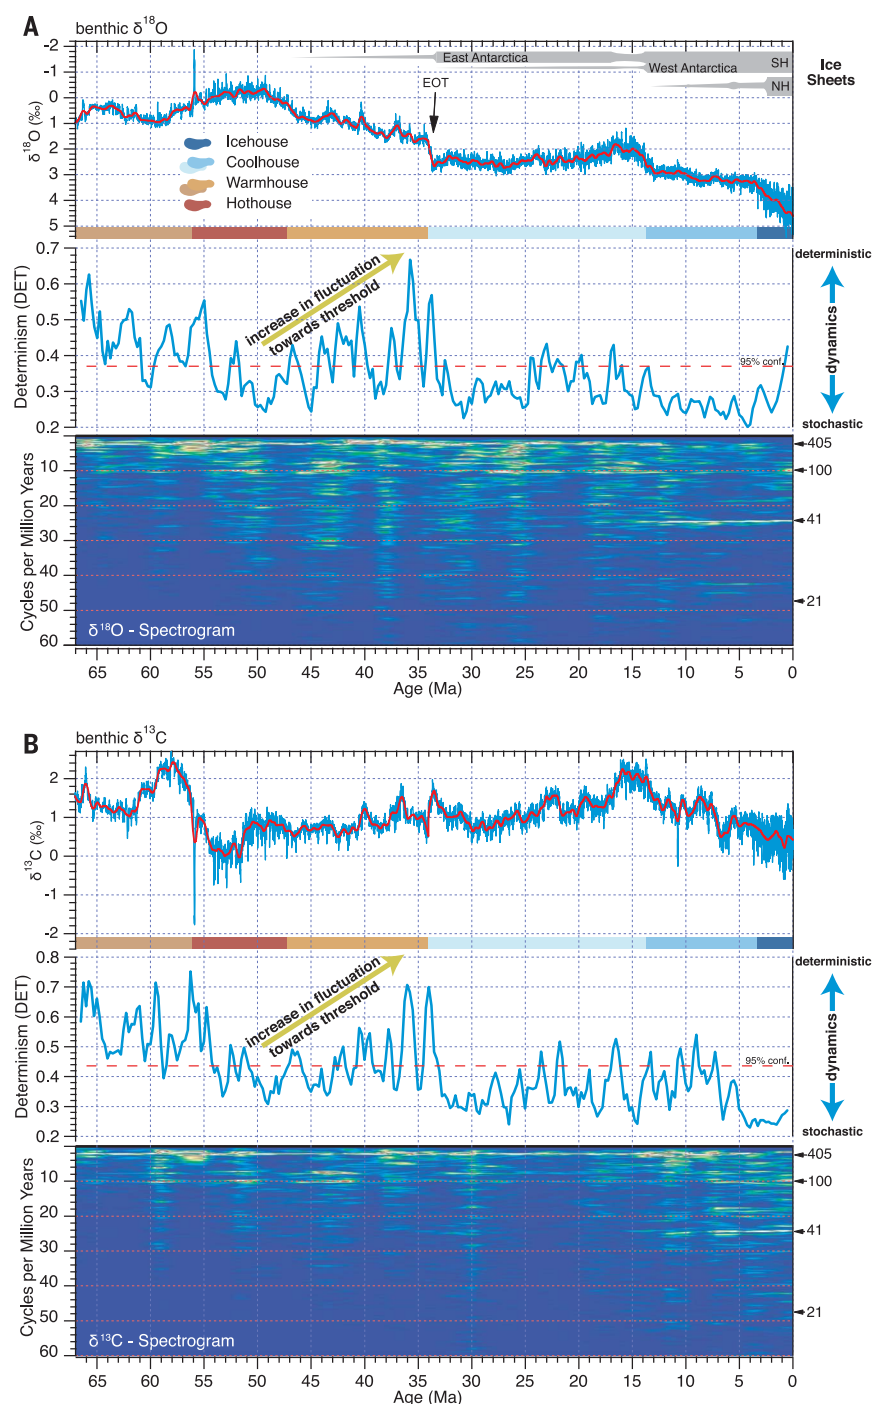 A benthic δ¹⁸O
-2
-1
0
1
2
3
4
5
δ¹⁸O (‰)
East Antarctica
West Antarctica
SH
NH
Ice
Sheets
EOT
Icehouse
Coolhouse
Warmhouse
Hothouse
0.7
0.6
0.5
0.4
0.3
0.2
Determinism (DET)
increase in fluctuation
towards threshold
95% conf.
deterministic
dynamics
stochastic
10
20
30
40
50
60
Cycles per Million Years
405
100
41
21
δ¹⁸O - Spectrogram
65 60 55 50 45 40 35 30 25 20 15 10 5 0
Age (Ma)
B benthic δ¹³C
2
1
0
-1
-2
δ¹³C (‰)
0.8
0.7
0.6
0.5
0.4
0.3
0.2
Determinism (DET)
increase in fluctuation
towards threshold
95% conf.
deterministic
dynamics
stochastic
10
20
30
40
50
60
Cycles per Million Years
405
100
41
21
δ¹³C - Spectrogram
65 60 55 50 45 40 35 30 25 20 15 10 5 0
Age (Ma)